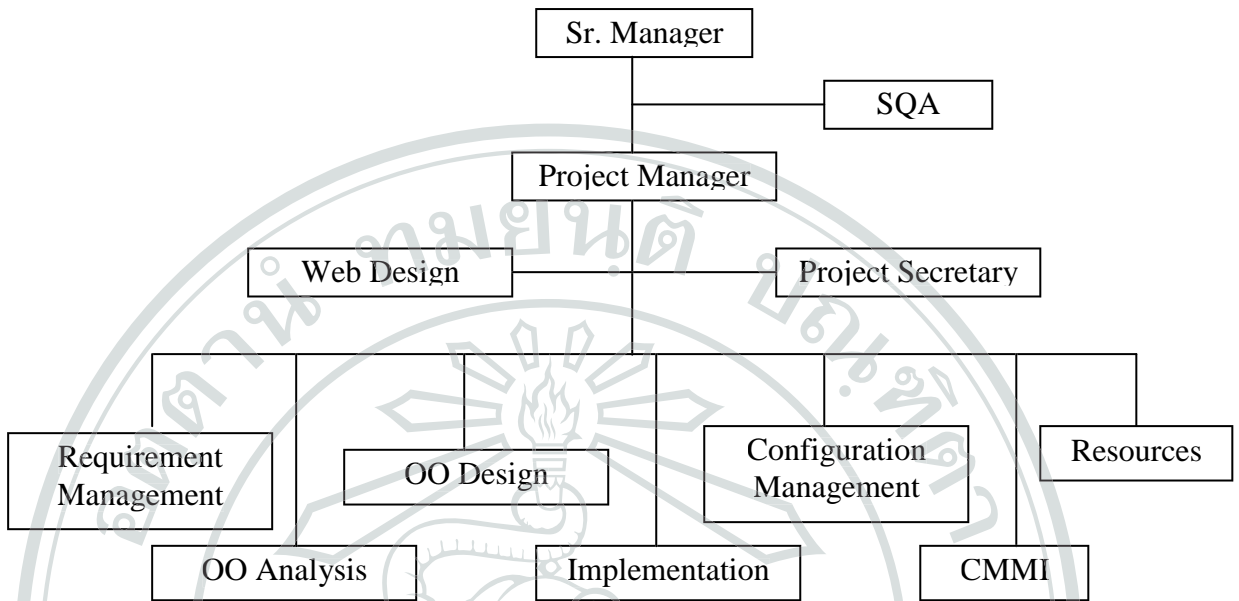 Sr. Manager
SQA
Project Manager
Web Design
Project Secretary
Requirement
Management
OO Design
Configuration
Management
Resources
OO Analysis
Implementation
CMMI